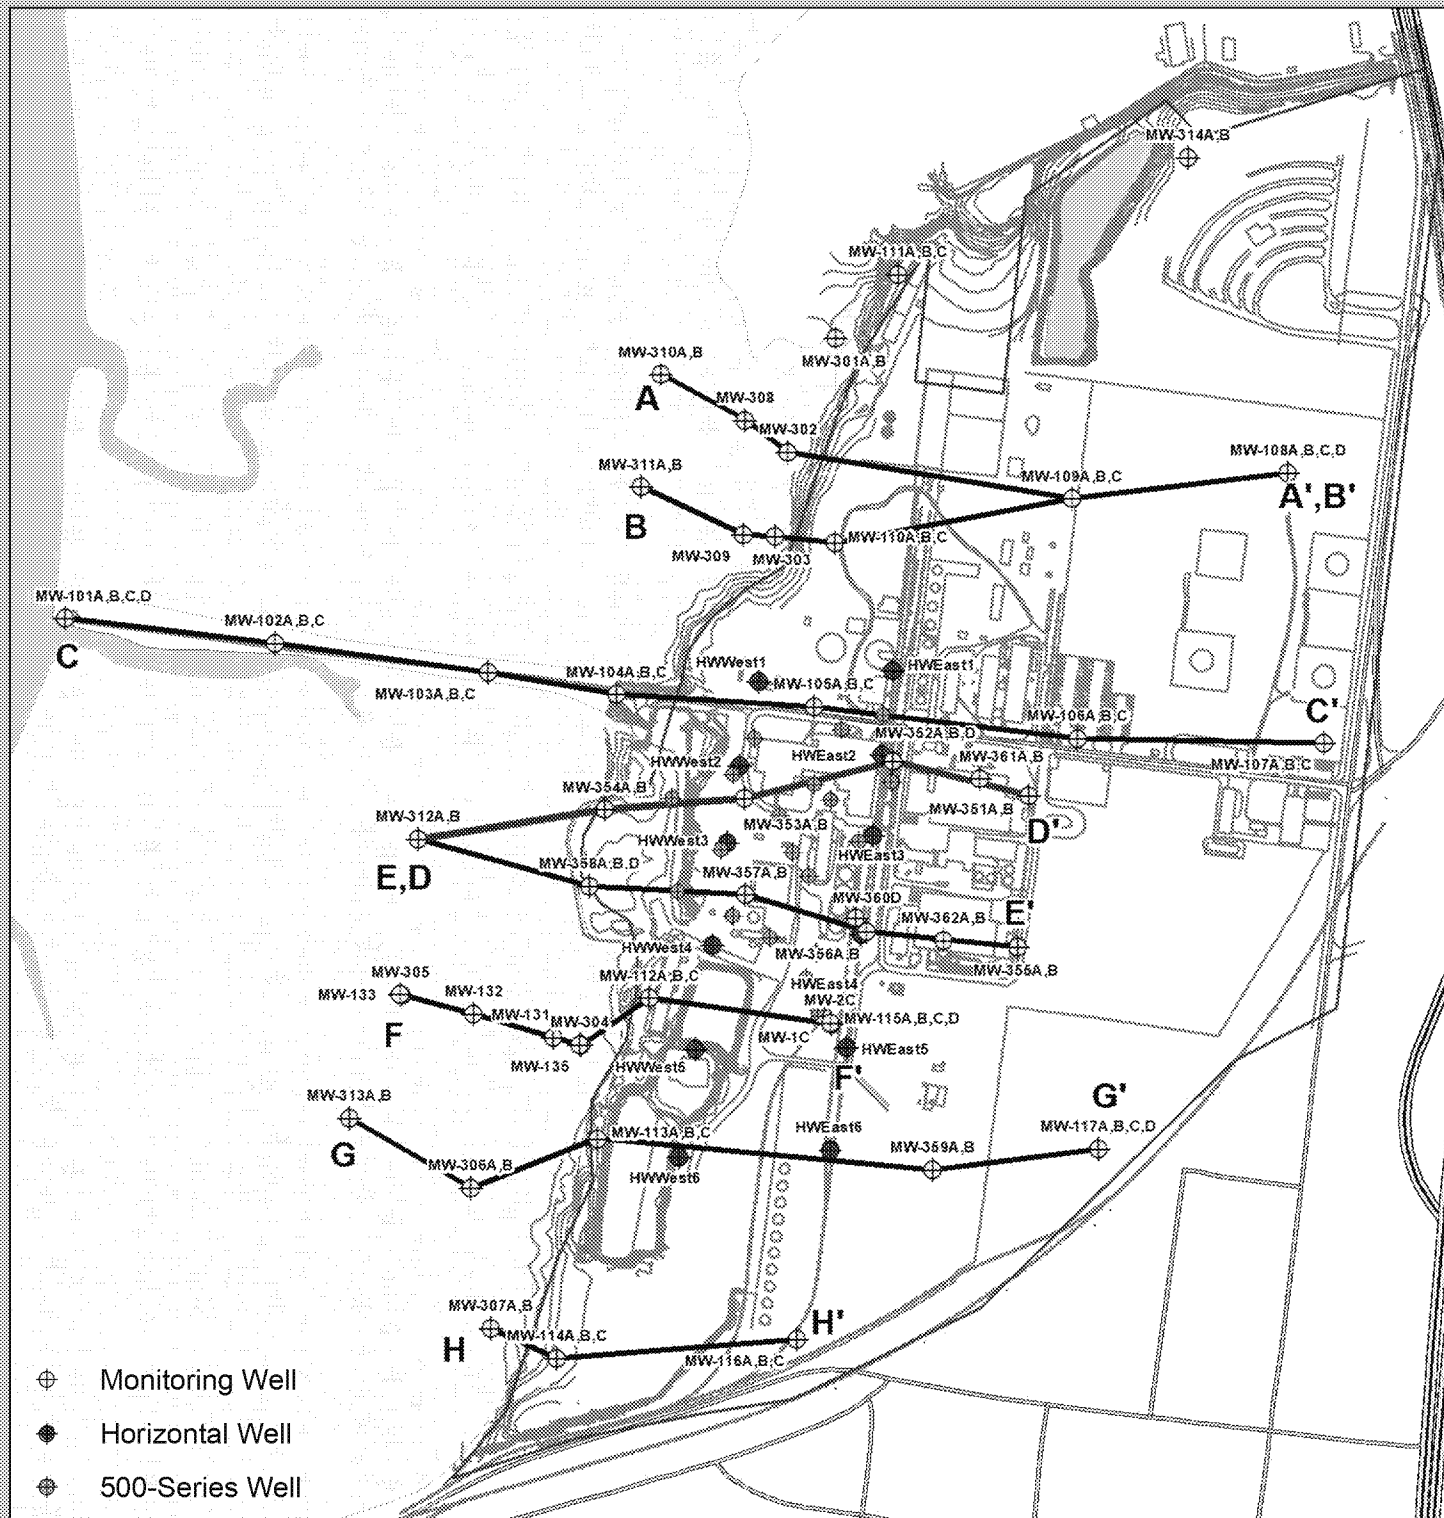 MW-314A,B
MW-111A,B,C
MW-310A,B
MW-301A,B
A
MW-308
MW-302
MW-311A,B
MW-109A,B,C
MW-108A,B,C,D
A',B'
B
MW-309
MW-303
MW-110A,B,C
MW-101A,B,C,D
MW-102A,B,C
C
MW-103A,B,C
MW-104A,B,C
HWWest1
MW-105A,B,C
HWEast1
MW-106A,B,C
C'
MW-107A,B,C
MW-352A,B,D
HWEast2
MW-361A,B
HWWest2
MW-354A,B
MW-351A,B
MW-312A,B
MW-353A,B
D'
HWWest3
HWEast3
E,D
MW-358A,B,D
MW-357A,B
MW-360D
MW-362A,B
E'
HWWest4
MW-356A,B
MW-355A,B
MW-305
MW-133
MW-132
MW-112A,B,C
HWEast4
MW-2C
MW-131
MW-304
MW-115A,B,C,D
F
MW-1C
MW-135
HWWest5
HWEast5
F'
MW-313A,B
G'
MW-117A,B,C,D
G
MW-113A,B,C
HWEast6
MW-359A,B
MW-306A,B
HWWest6
MW-307A,B
H
MW-114A,B,C
H'
MW-116A,B,C
Monitoring Well
Horizontal Well
500-Series Well